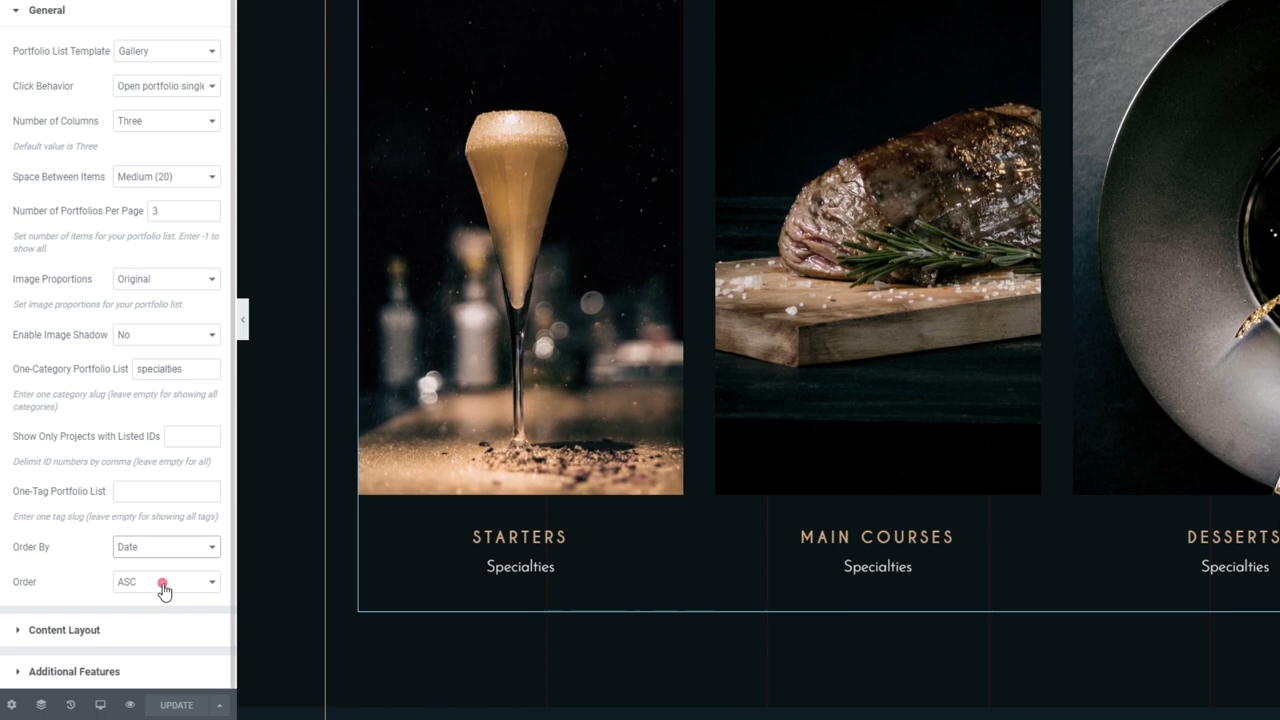 General
Portfolio List Template Gallery
Click Behavior Open portfolio single
Number of Columns Three
Default value is Three
Space Between Items Medium (20)
Number of Portfolios Per Page 3
Set number of items for your portfolio list. Enter -1 to
show all.
Image Proportions Original
Set image proportions for your portfolio list.
Enable Image Shadow No
One-Category Portfolio List specialties
Enter one category slug (leave empty for showing all
categories)
Show Only Projects with Listed IDs
Delimit ID numbers by comma (leave empty for all)
One-Tag Portfolio List
Enter one tag slug (leave empty for showing all tags)
Order By Date
Order ASC
Content Layout
Additional Features
UPDATE
STARTERS
Specialties
MAIN COURSES
Specialties
DESSERTS
Specialties